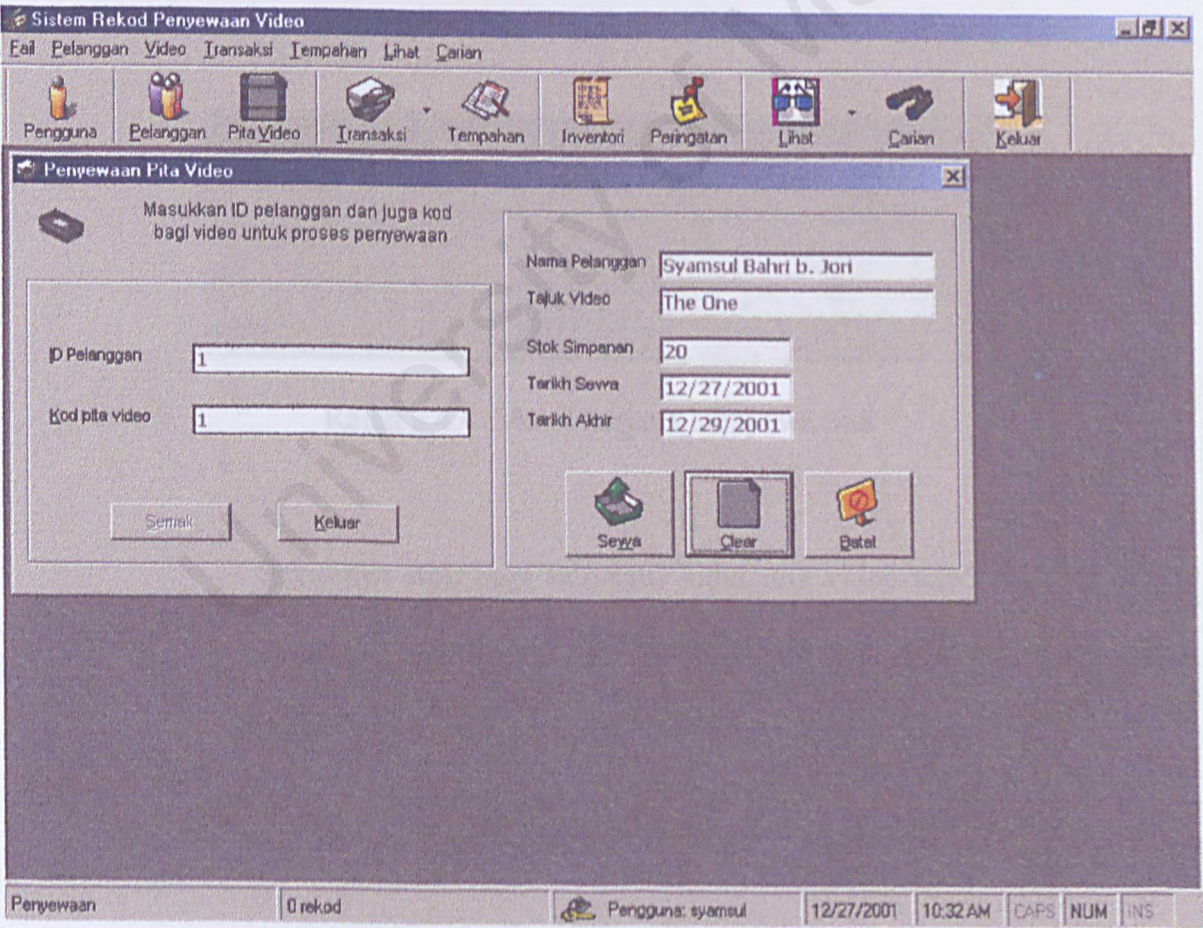 Sistem Rekod Penyewaan Video
Fail Pelanggan Video Transaksi Tempahan Lihat Carian
Pengguna Pelanggan Pita Video Transaksi Tempahan Inventori Peringatan Lihat Carian Keluar
Penyewaan Pita Video
Masukkan ID pelanggan dan juga kod
bagi video untuk proses penyewaan
ID Pelanggan 1
Kod pita video 1
Semak Keluar
Nama Pelanggan Syamsul Bahri b. Jori
Tajuk Video The One
Stok Simpanan 20
Tarikh Sewa 12/27/2001
Tarikh Akhir 12/29/2001
Sewa Clear Batal
Penyewaan 0 rekod Pengguna: syamsul 12/27/2001 10:32 AM CAPS NUM INS
University of M